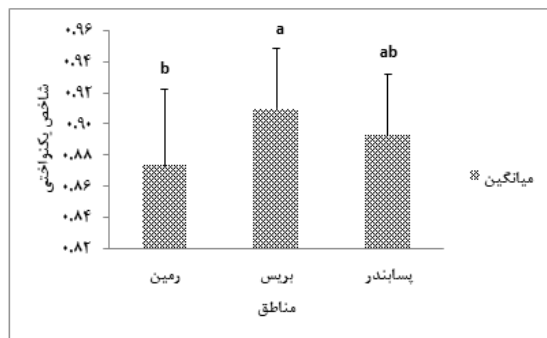 ۰.۹۶
۰.۹۴
۰.۹۲
۰.۹۰
۰.۸۸
۰.۸۶
۰.۸۴
۰.۸۲
شاخص یکنواختی
b
a
ab
رمین
بریس
پسابندر
مناطق
میانگین